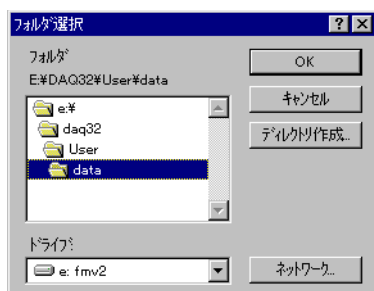 フォルダ選択
フォルダ
E:¥DAQ32¥User¥data
e:¥
daq32
User
data
ドライブ:
e: fmv2
OK
キャンセル
ディレクトリ作成...
ネットワーク...